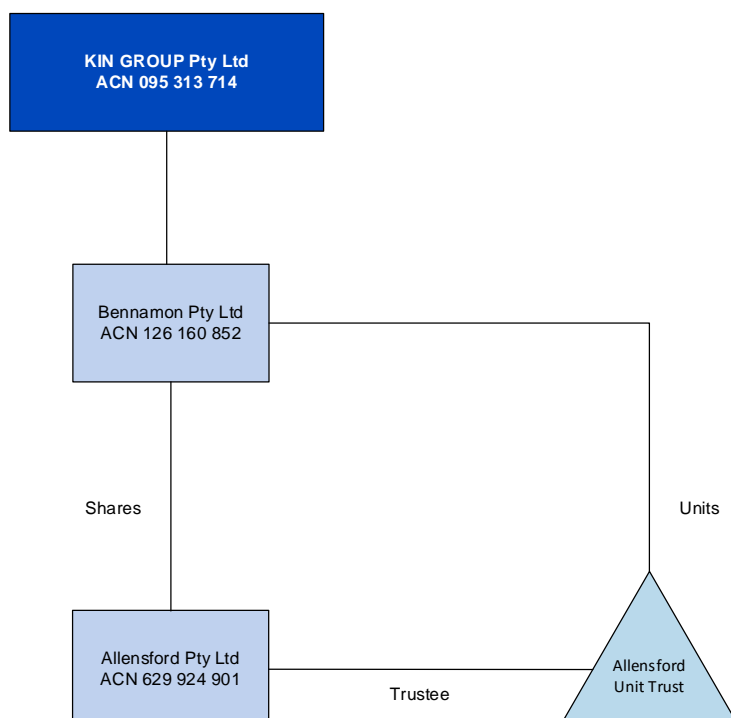 KIN GROUP Pty Ltd
ACN 095 313 714
Bennamon Pty Ltd
ACN 126 160 852
Shares
Units
Allensford Pty Ltd
ACN 629 924 901
Trustee
Allensford
Unit Trust